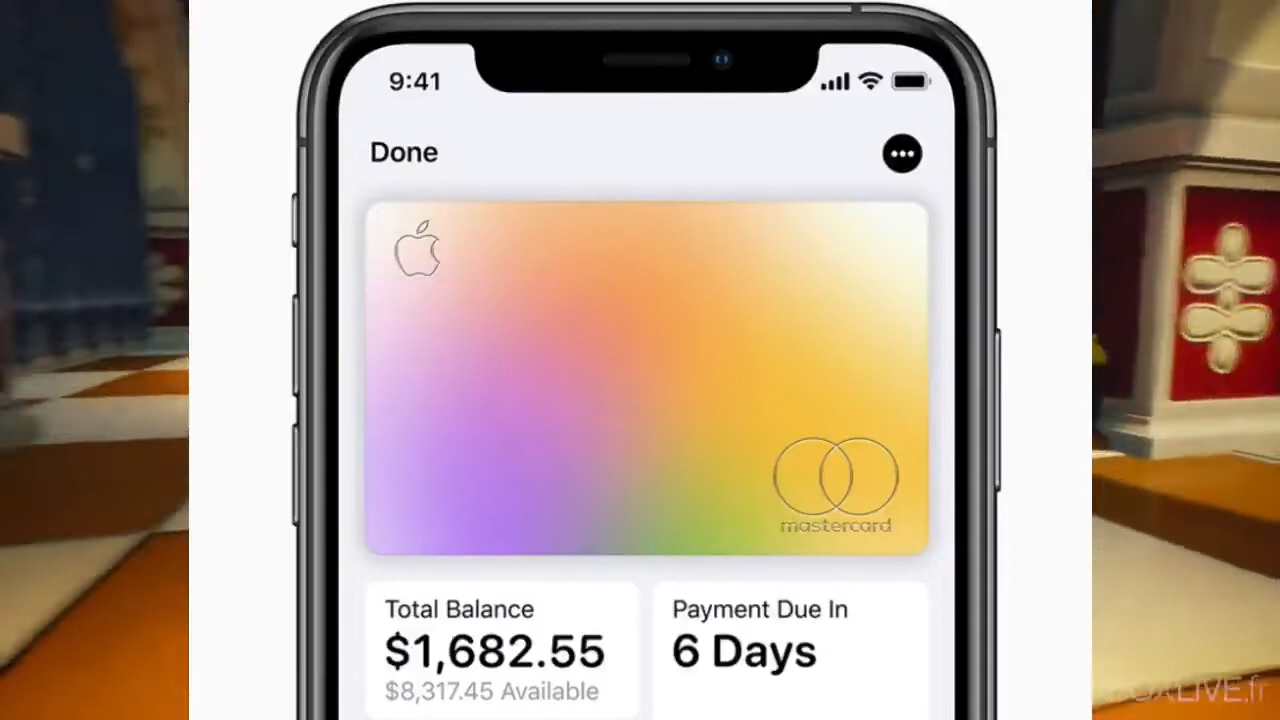 9:41
Done
mastercard
Total Balance
Payment Due In
$1,682.55
6 Days
$8,317.45 Available